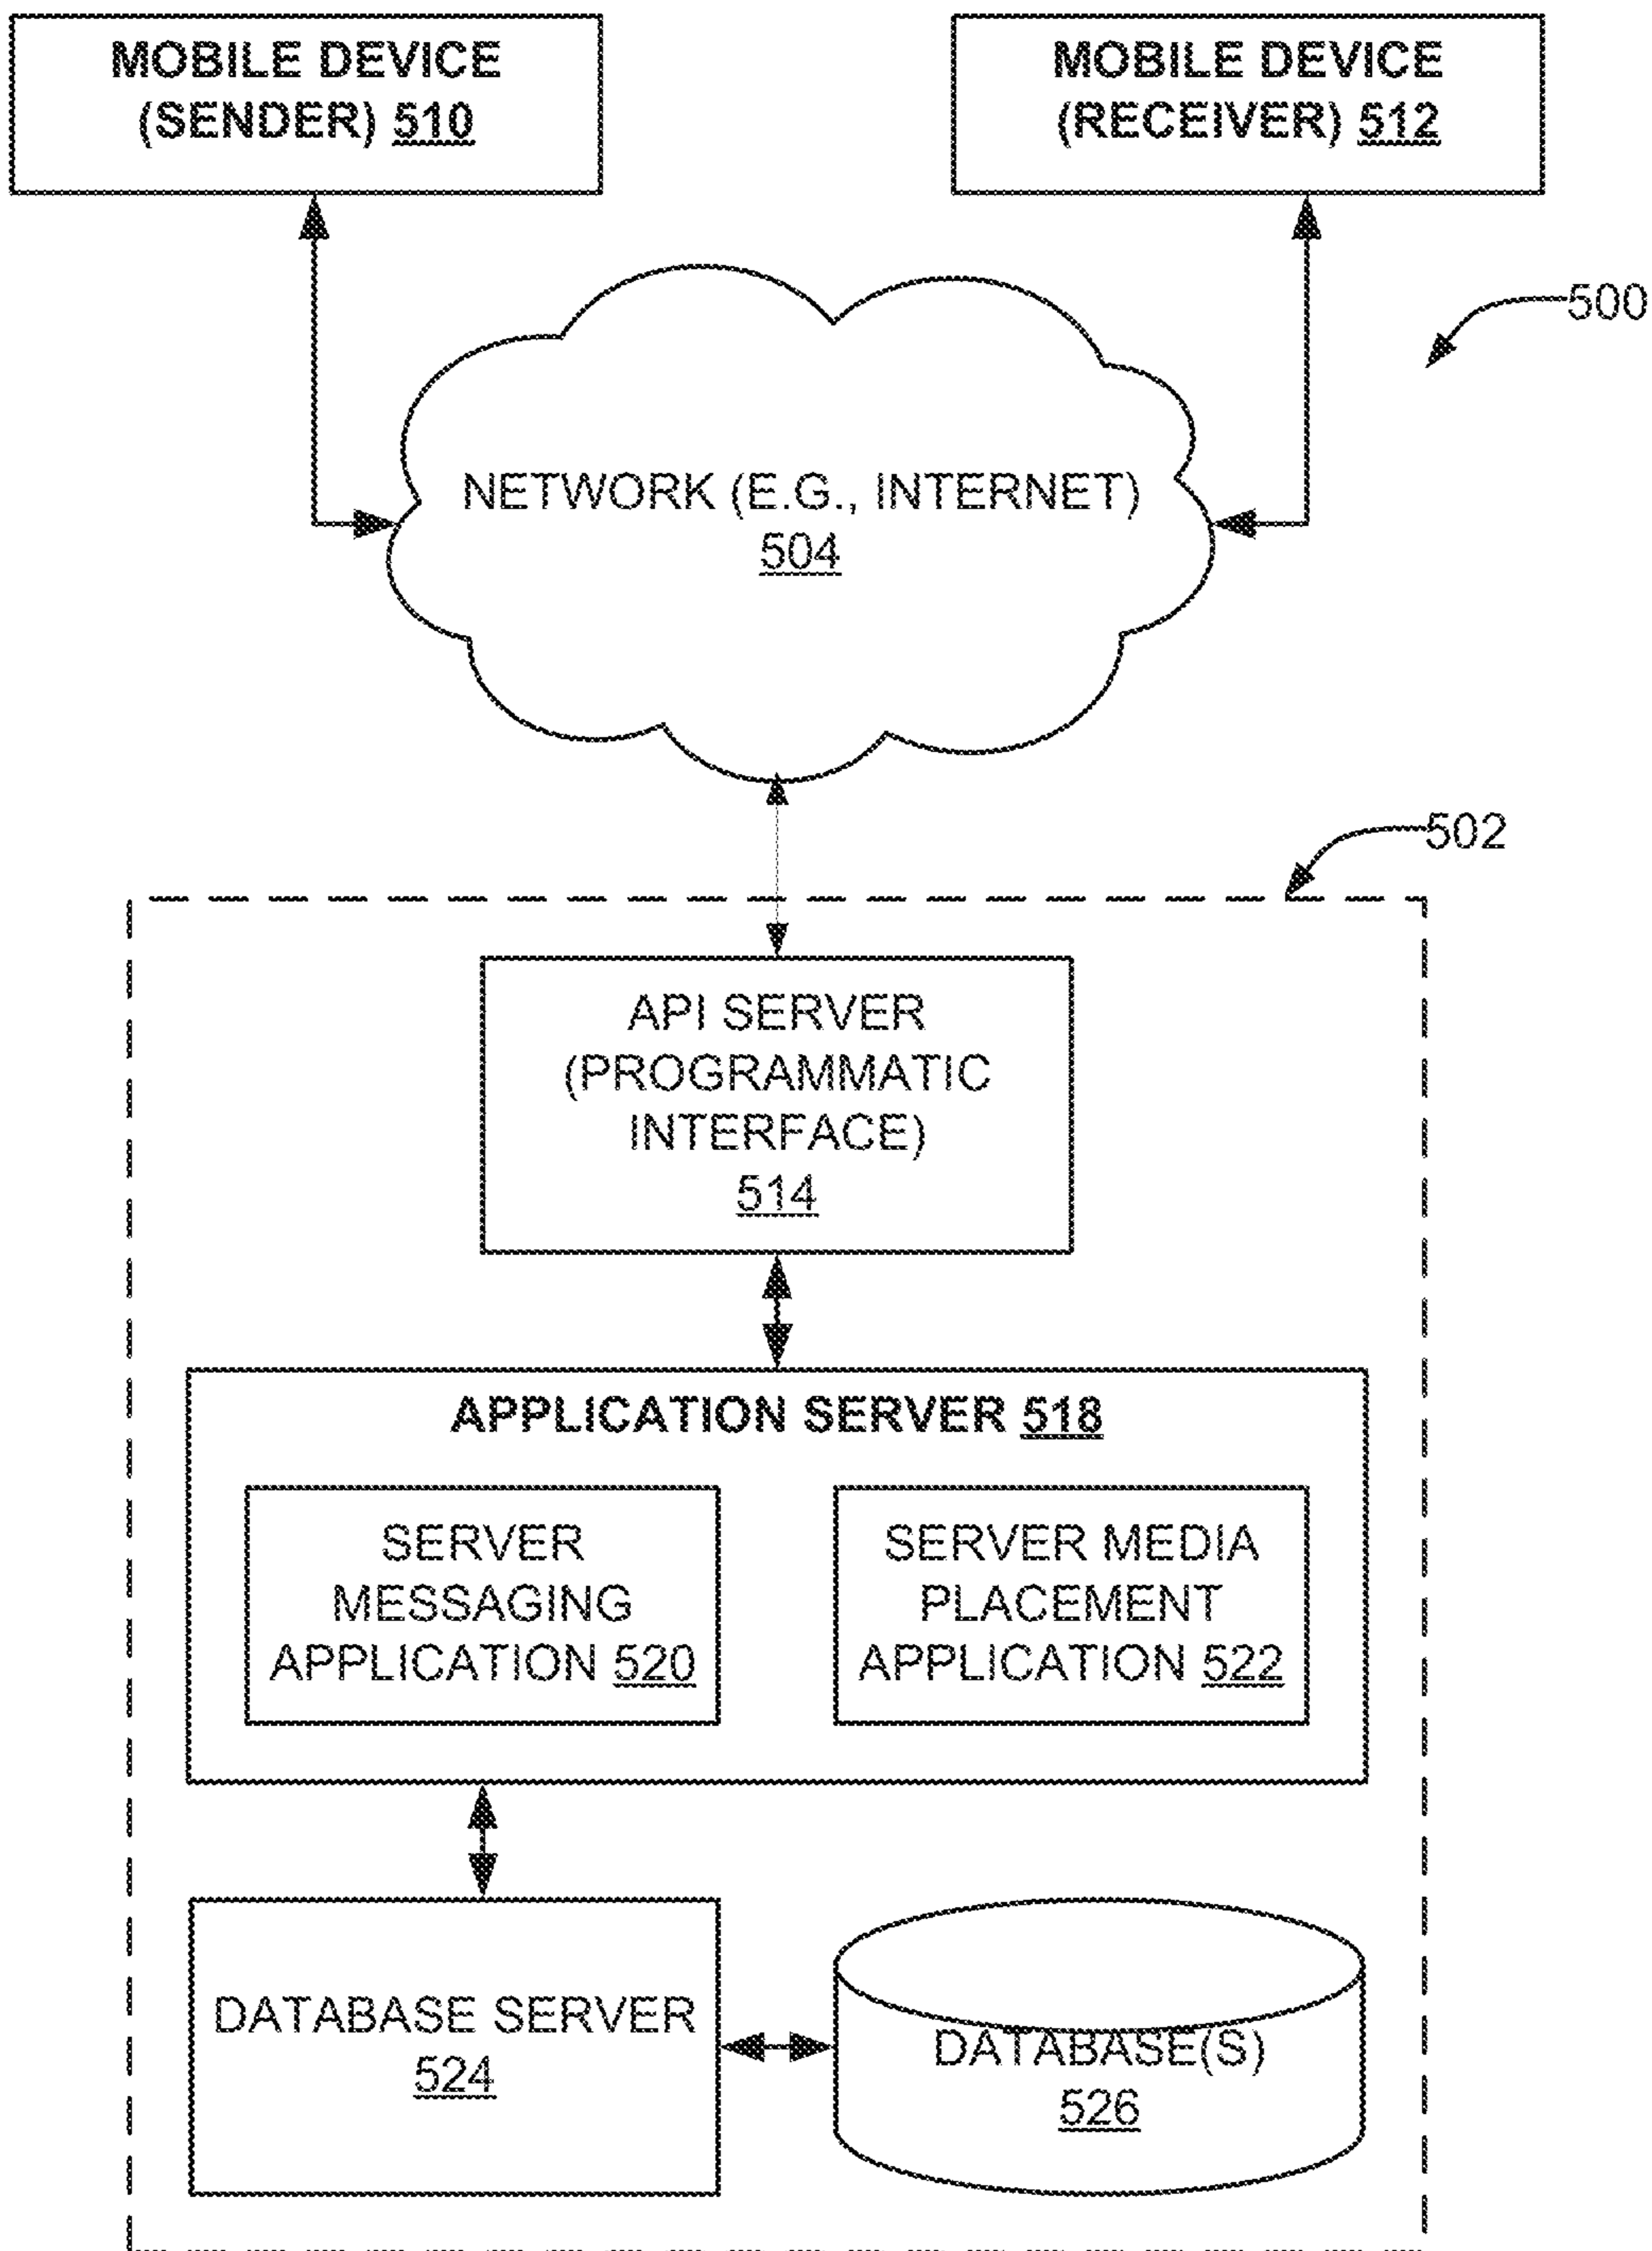 MOBILE DEVICE
(SENDER) 510
MOBILE DEVICE
(RECEIVER) 512
500
NETWORK (E.G., INTERNET)
504
502
API SERVER
(PROGRAMMATIC
INTERFACE)
514
APPLICATION SERVER 518
SERVER
MESSAGING
APPLICATION 520
SERVER MEDIA
PLACEMENT
APPLICATION 522
DATABASE SERVER
524
DATABASE(S)
526